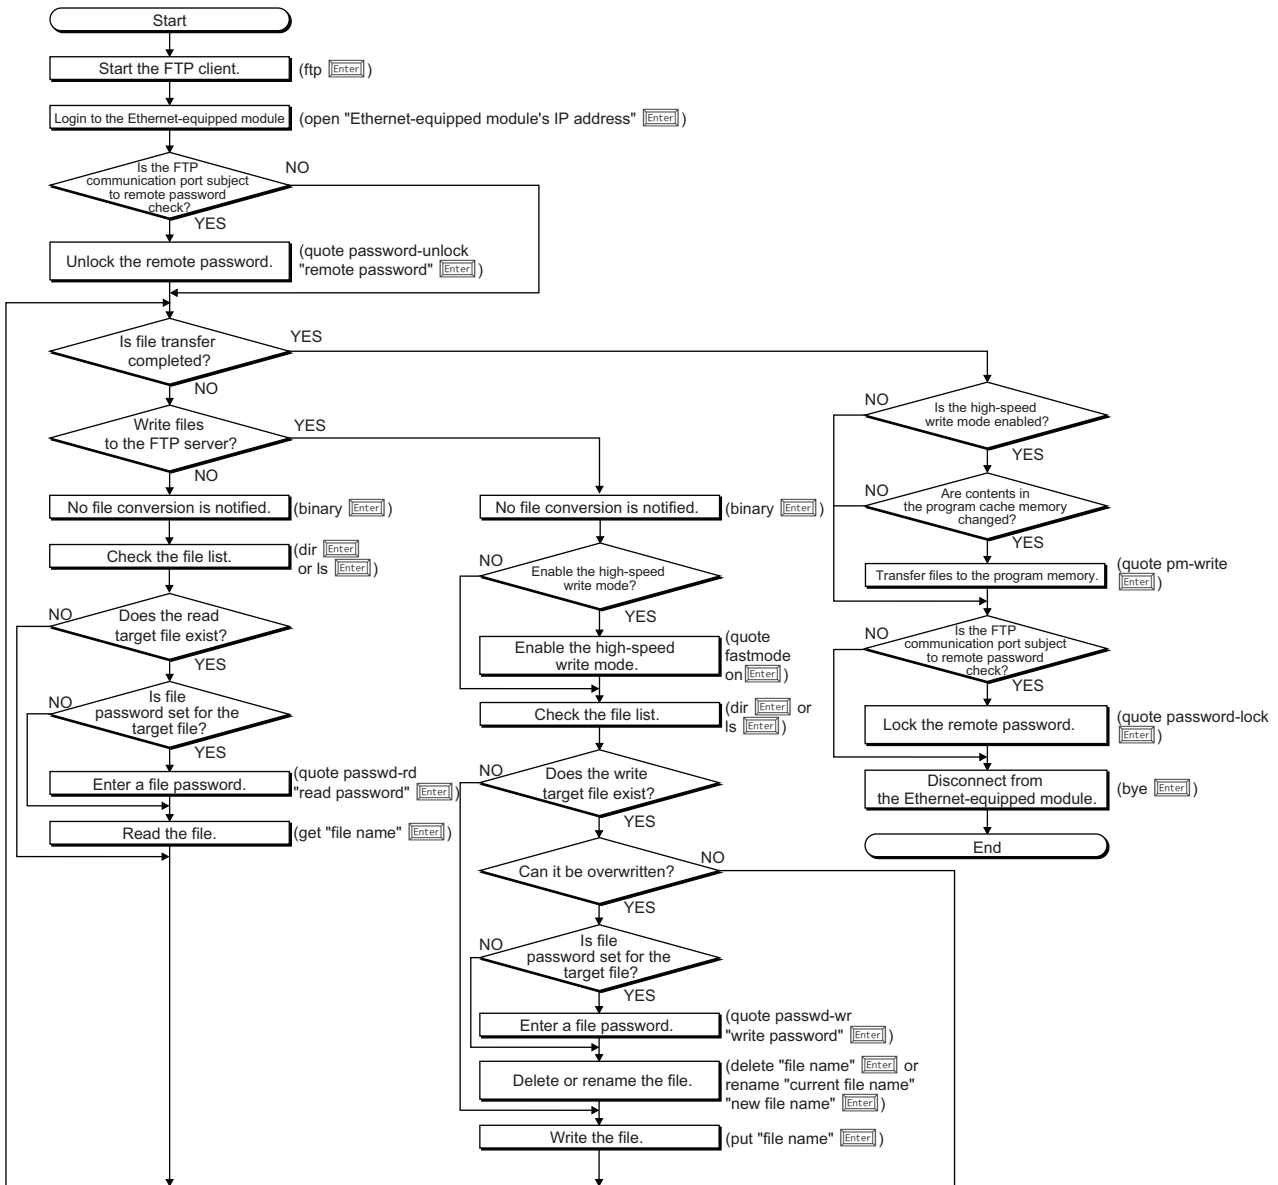 Start
Start the FTP client.
(ftp Enter)
Login to the Ethernet-equipped module
(open "Ethernet-equipped module's IP address" Enter)
Is the FTP
communication port subject
to remote password
check?
NO
YES
Unlock the remote password.
(quote password-unlock
"remote password" Enter)
Is file transfer
completed?
YES
NO
Write files
to the FTP server?
YES
NO
No file conversion is notified.
(binary Enter)
Check the file list.
(dir Enter
or ls Enter)
NO
Does the read
target file exist?
YES
NO
Is file
password set for the
target file?
YES
Enter a file password.
(quote passwd-rd
"read password" Enter)
Read the file.
(get "file name" Enter)
No file conversion is notified.
(binary Enter)
NO
Enable the high-speed
write mode?
YES
Enable the high-speed
write mode.
(quote
fastmode
on Enter)
Check the file list.
(dir Enter or
ls Enter)
NO
Does the write
target file exist?
YES
NO
Can it be overwritten?
YES
NO
Is file
password set for the
target file?
YES
Enter a file password.
(quote passwd-wr
"write password" Enter)
Delete or rename the file.
(delete "file name" Enter or
rename "current file name"
"new file name" Enter)
Write the file.
(put "file name" Enter)
NO
Is the high-speed
write mode enabled?
YES
NO
Are contents in
the program cache memory
changed?
YES
Transfer files to the program memory.
(quote pm-write
Enter)
NO
Is the FTP
communication port subject
to remote password
check?
YES
Lock the remote password.
(quote password-lock
Enter)
Disconnect from
the Ethernet-equipped module.
(bye Enter)
End